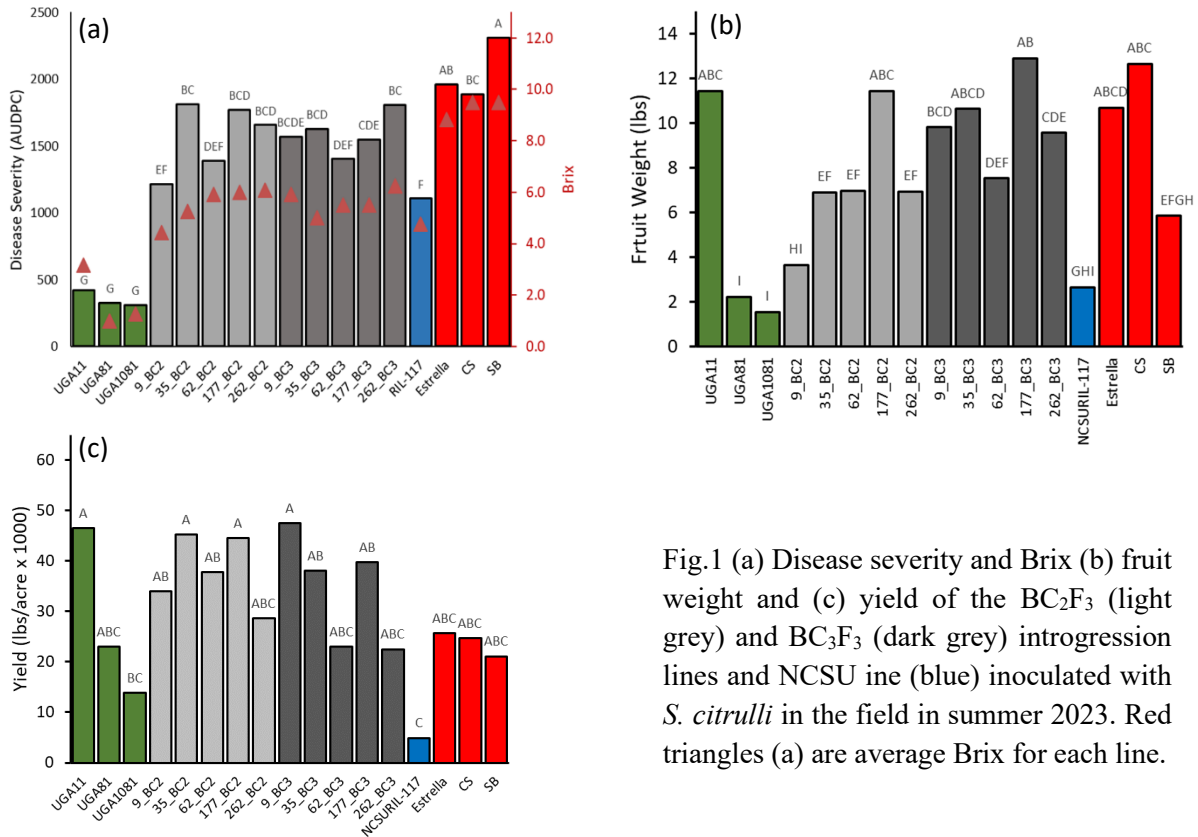 (a)
Disease Severity (AUDPC)
2500
2000
1500
1000
500
0
G
G
G
EF
BC
DEF
BCD
BC
BCDE
BC
DEF
CDE
BC
F
AB
BC
A
12.0
10.0
8.0
6.0
4.0
2.0
0.0
Brix
UGA11
UGA81
UGA1081
9_BC2
35_BC2
62_BC2
177_BC2
262_BC2
9_BC3
35_BC3
62_BC3
177_BC3
262_BC3
RIL-117
Estrella
CS
SB
(b)
Frtuit Weight (lbs)
14
12
10
8
6
4
2
0
ABC
I
I
HI
EF
EF
ABC
EF
BCD
ABCD
DEF
AB
CDE
GHI
ABCD
ABC
EFGH
UGA11
UGA81
UGA1081
9_BC2
35_BC2
62_BC2
177_BC2
262_BC2
9_BC3
35_BC3
62_BC3
177_BC3
262_BC3
NCSURIL-117
Estrella
CS
SB
(c)
Yield (lbs/acre x 1000)
60
50
40
30
20
10
0
A
ABC
BC
AB
A
AB
A
ABC
A
AB
ABC
AB
ABC
C
ABC
ABC
ABC
UGA11
UGA81
UGA1081
9_BC2
35_BC2
62_BC2
177_BC2
262_BC2
9_BC3
35_BC3
62_BC3
177_BC3
262_BC3
NCSURIL-117
Estrella
CS
SB
Fig.1 (a) Disease severity and Brix (b) fruit
weight and (c) yield of the BC₂F₃ (light
grey) and BC₃F₃ (dark grey) introgression
lines and NCSU ine (blue) inoculated with
S. citrulli in the field in summer 2023. Red
triangles (a) are average Brix for each line.